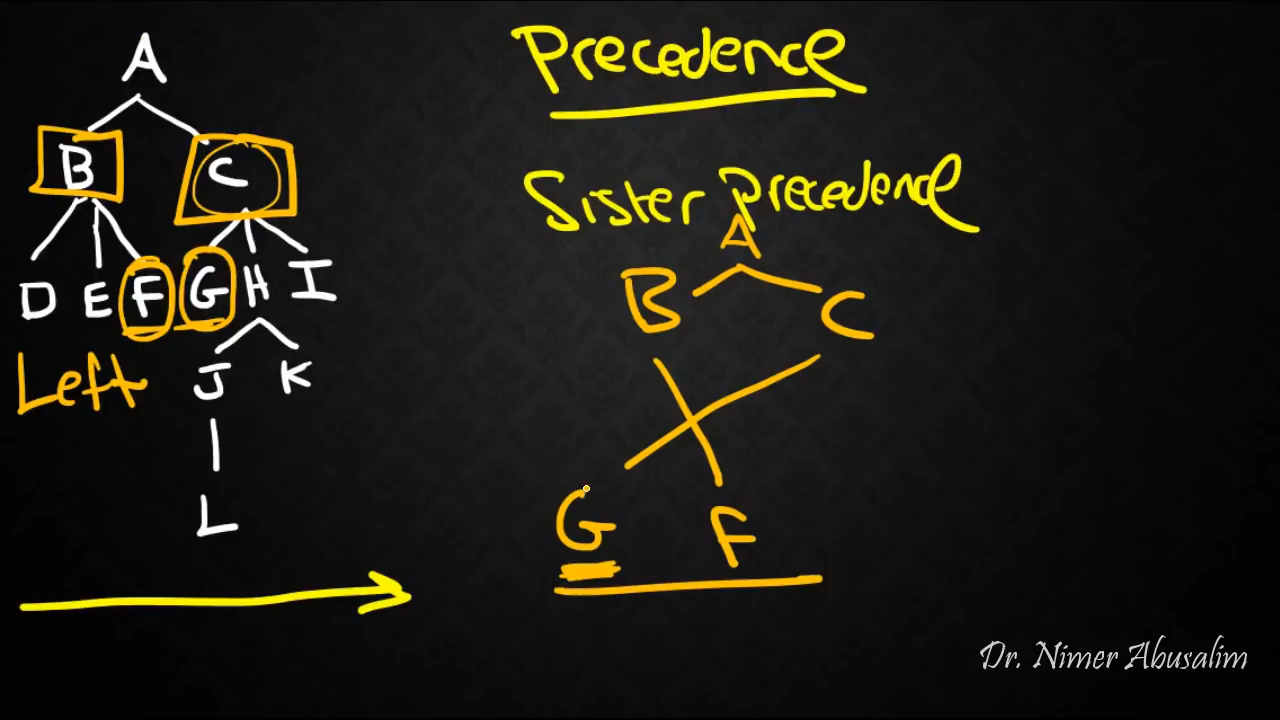 Precedence
A
B C
Sister Precedence
A
D E F G H I
B C
Left J K
L
G F
Dr. Nimer Abusalim